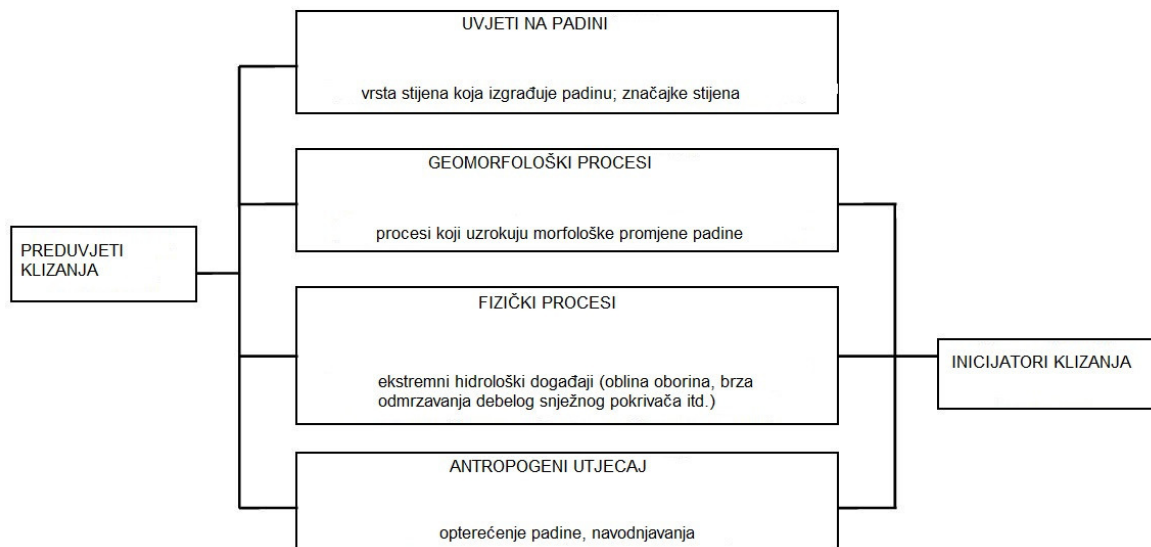 UVJETI NA PADINI
vrsta stijena koja izgrađuje padinu; značajke stijena
GEOMORFOLOŠKI PROCESI
procesi koji uzrokuju morfološke promjene padine
PREDUVJETI
KLIZANJA
FIZIČKI PROCESI
ekstremni hidrološki događaji (oblina oborina, brza
odmrzavanja debelog snježnog pokrivača itd.)
INICIJATORI KLIZANJA
ANTROPOGENI UTJECAJ
opterećenje padine, navodnjavanja